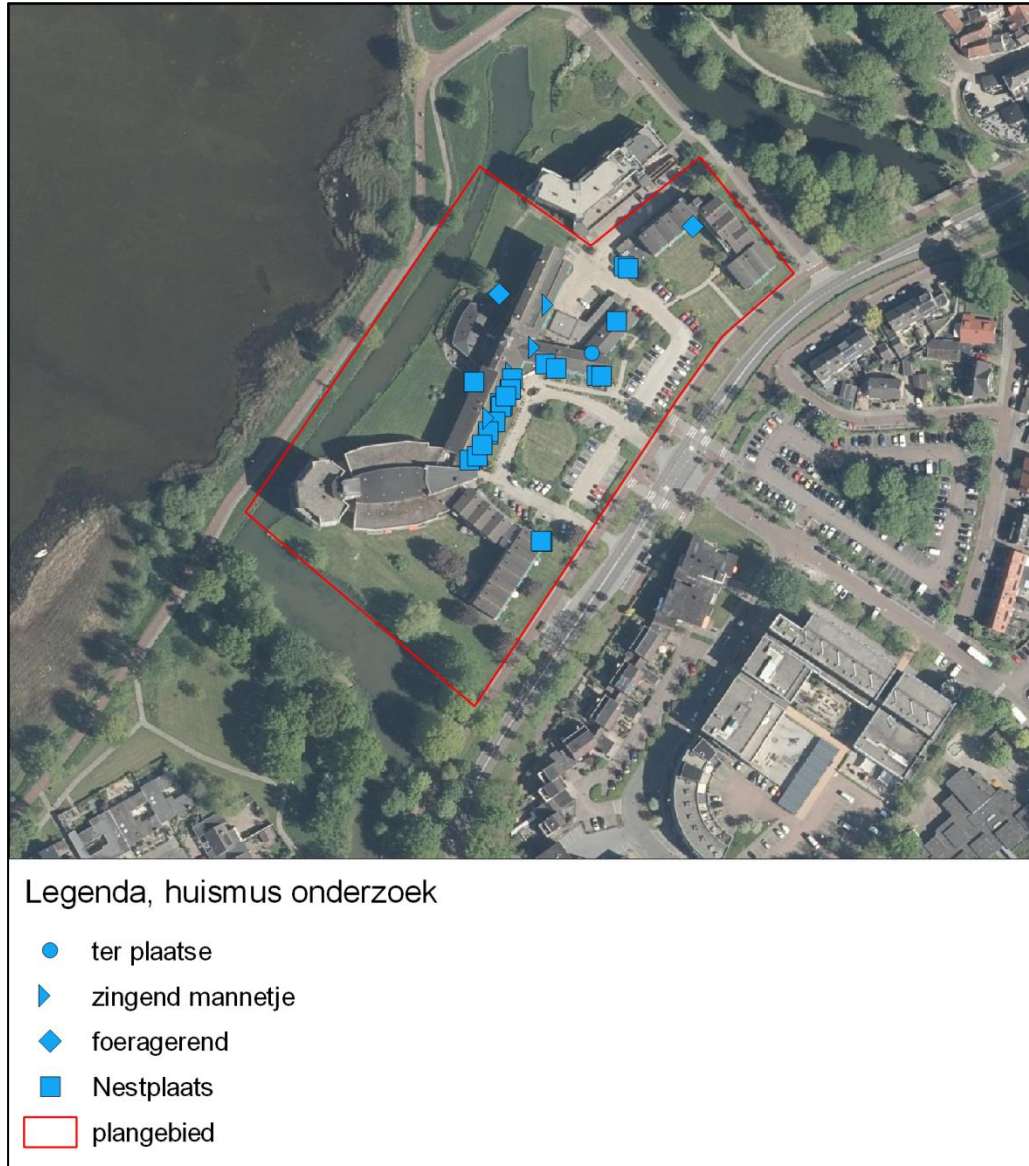 Legenda, huismus onderzoek
ter plaatse
zingend mannetje
foeragerend
Nestplaats
plangebied